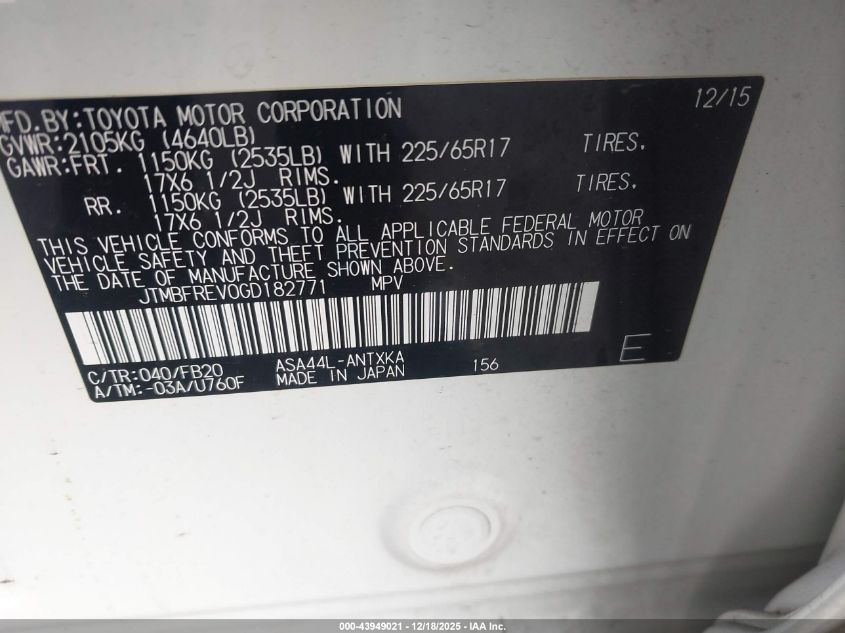 MFD.BY:TOYOTA MOTOR CORPORATION 12/15
GVWR:2105KG (4640LB)
GAWR:FRT. 1150KG (2535LB) WITH 225/65R17 TIRES.
17X6 1/2J RIMS.
RR. 1150KG (2535LB) WITH 225/65R17 TIRES.
17X6 1/2J RIMS.
THIS VEHICLE CONFORMS TO ALL APPLICABLE FEDERAL MOTOR
VEHICLE SAFETY AND THEFT PREVENTION STANDARDS IN EFFECT ON
THE DATE OF MANUFACTURE SHOWN ABOVE.
JTMBFREV0GD182771 MPV
C/TR:040/FB20 ASA44L-ANTXKA 156 E
A/TM:-03A/U760F MADE IN JAPAN
000-43949021 - 12/18/2025 - IAA Inc.